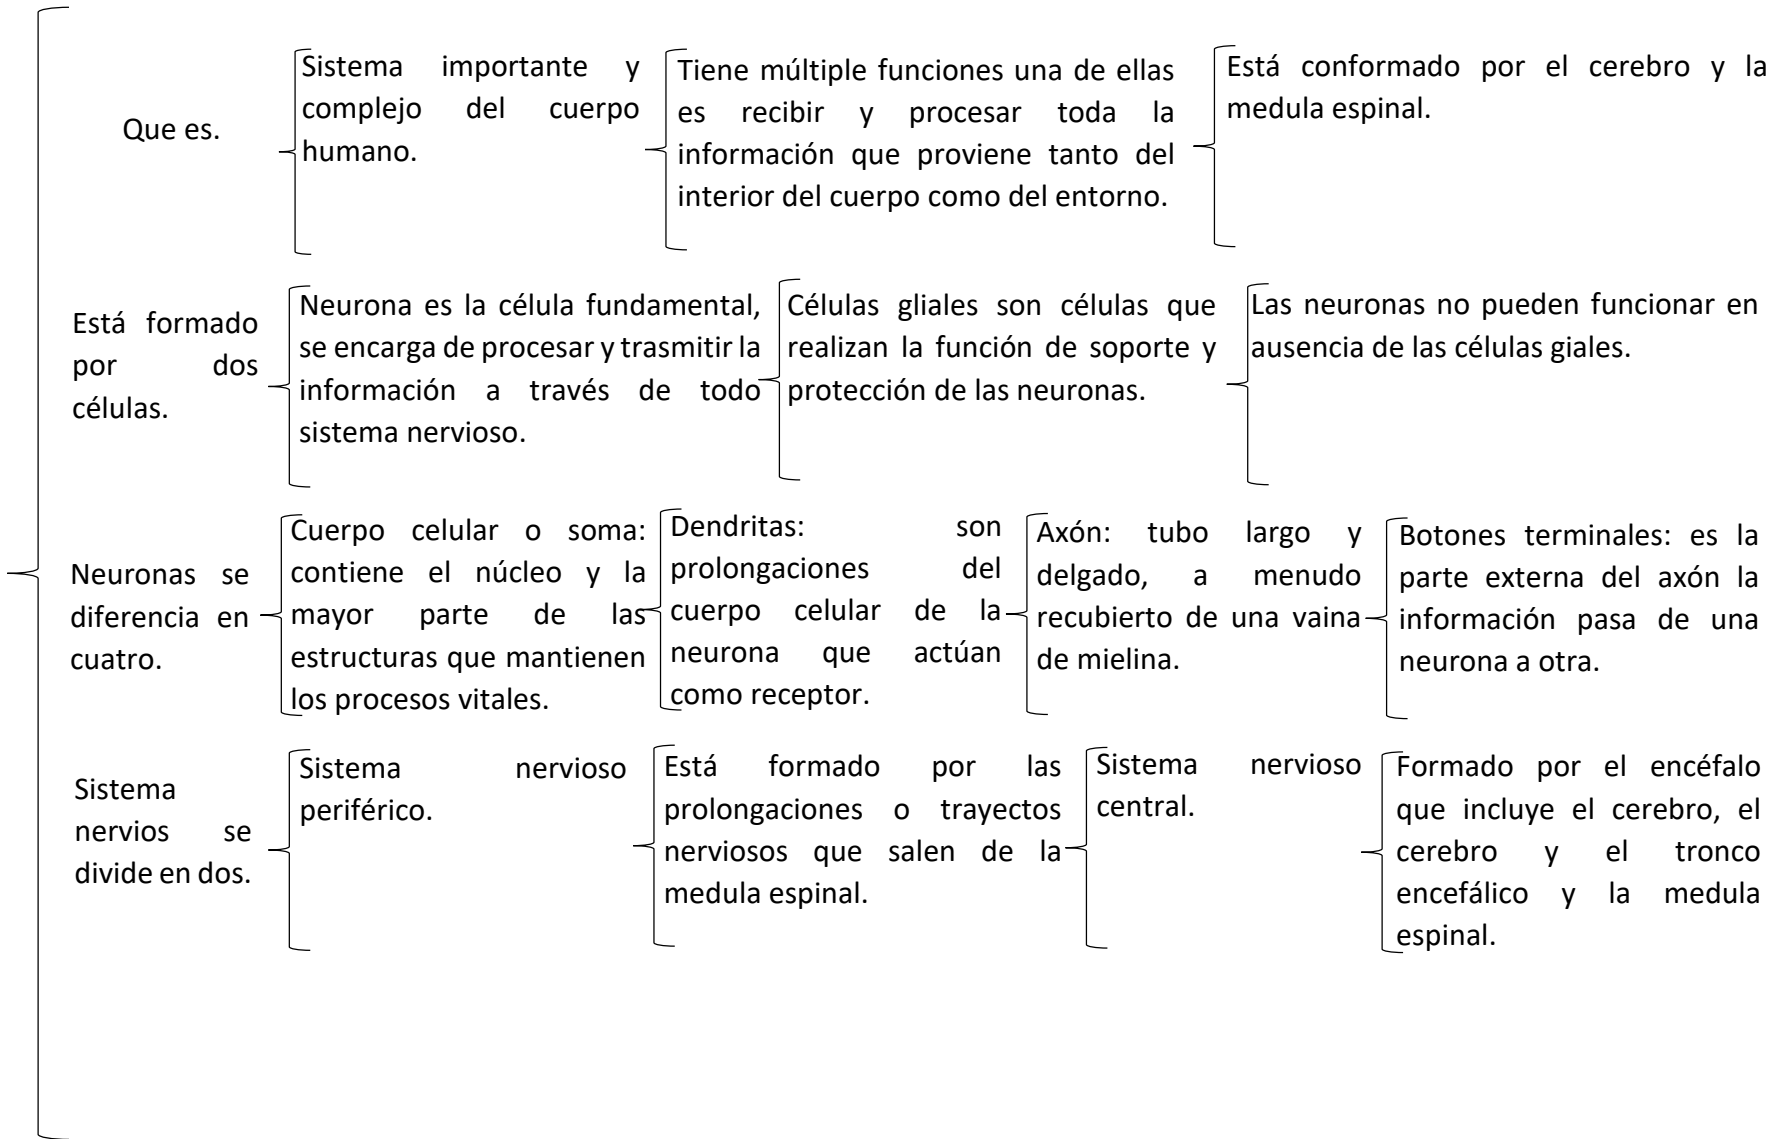 Que es.
Sistema importante y
complejo del cuerpo
humano.
Tiene múltiple funciones una de ellas
es recibir y procesar toda la
información que proviene tanto del
interior del cuerpo como del entorno.
Está conformado por el cerebro y la
medula espinal.
Está formado
por dos
células.
Neurona es la célula fundamental,
se encarga de procesar y trasmitir la
información a través de todo
sistema nervioso.
Células gliales son células que
realizan la función de soporte y
protección de las neuronas.
Las neuronas no pueden funcionar en
ausencia de las células giales.
Neuronas se
diferencia en
cuatro.
Cuerpo celular o soma:
contiene el núcleo y la
mayor parte de las
estructuras que mantienen
los procesos vitales.
Dendritas: son
prolongaciones del
cuerpo celular de la
neurona que actúan
como receptor.
Axón: tubo largo y
delgado, a menudo
recubierto de una vaina
de mielina.
Botones terminales: es la
parte externa del axón la
información pasa de una
neurona a otra.
Sistema
nervios se
divide en dos.
Sistema nervioso
periférico.
Está formado por las
prolongaciones o trayectos
nerviosos que salen de la
medula espinal.
Sistema nervioso
central.
Formado por el encéfalo
que incluye el cerebro, el
cerebro y el tronco
encefálico y la medula
espinal.